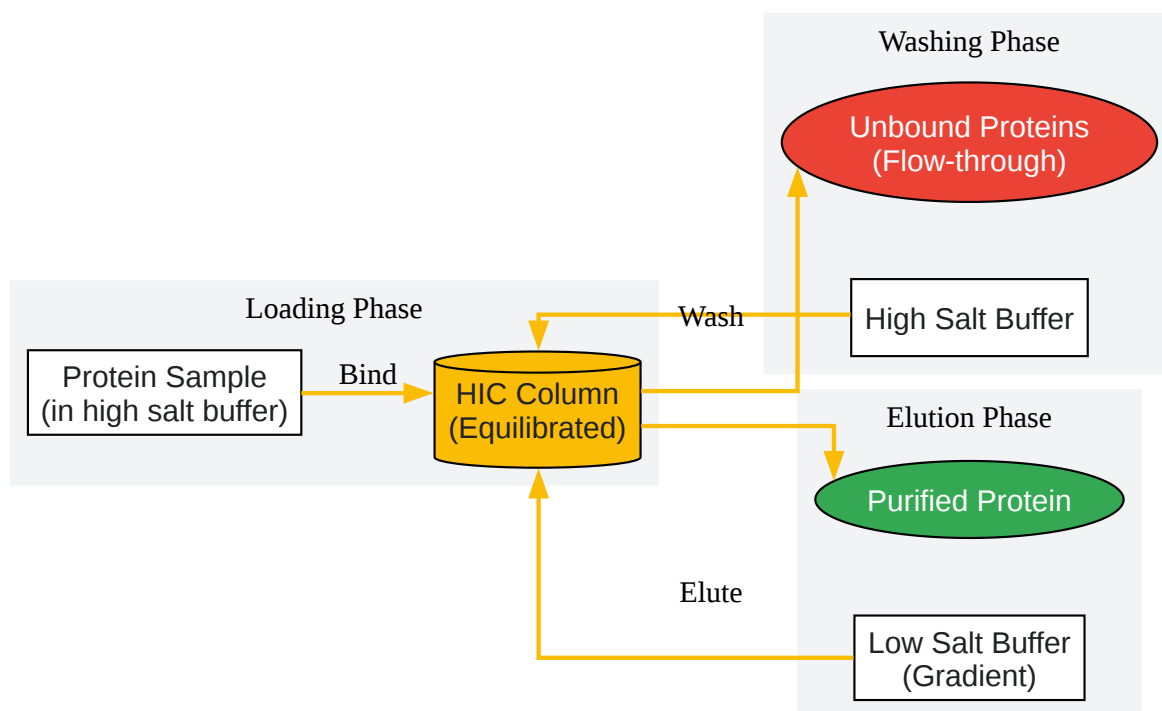 Washing Phase
Unbound Proteins
(Flow-through)
High Salt Buffer
Wash
Loading Phase
Protein Sample
(in high salt buffer)
Bind
HIC Column
(Equilibrated)
Elution Phase
Purified Protein
Elute
Low Salt Buffer
(Gradient)